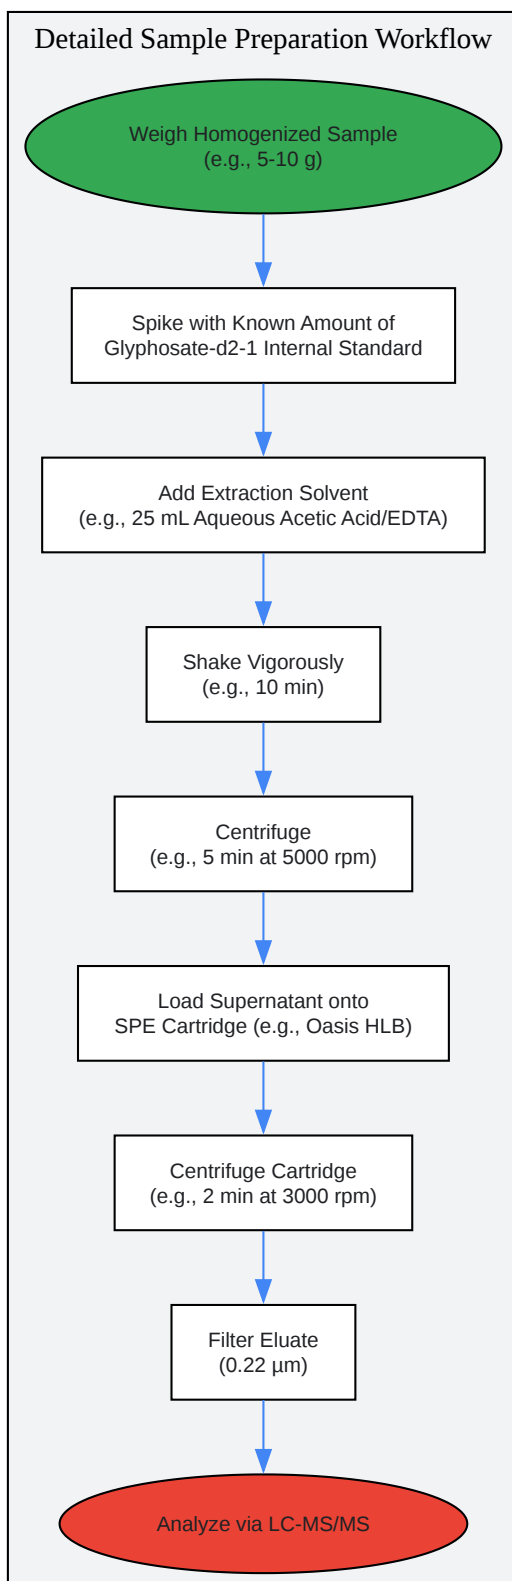 Detailed Sample Preparation Workflow
Weigh Homogenized Sample
(e.g., 5-10 g)
Spike with Known Amount of
Glyphosate-d2-1 Internal Standard
Add Extraction Solvent
(e.g., 25 mL Aqueous Acetic Acid/EDTA)
Shake Vigorously
(e.g., 10 min)
Centrifuge
(e.g., 5 min at 5000 rpm)
Load Supernatant onto
SPE Cartridge (e.g., Oasis HLB)
Centrifuge Cartridge
(e.g., 2 min at 3000 rpm)
Filter Eluate
(0.22 µm)
Analyze via LC-MS/MS